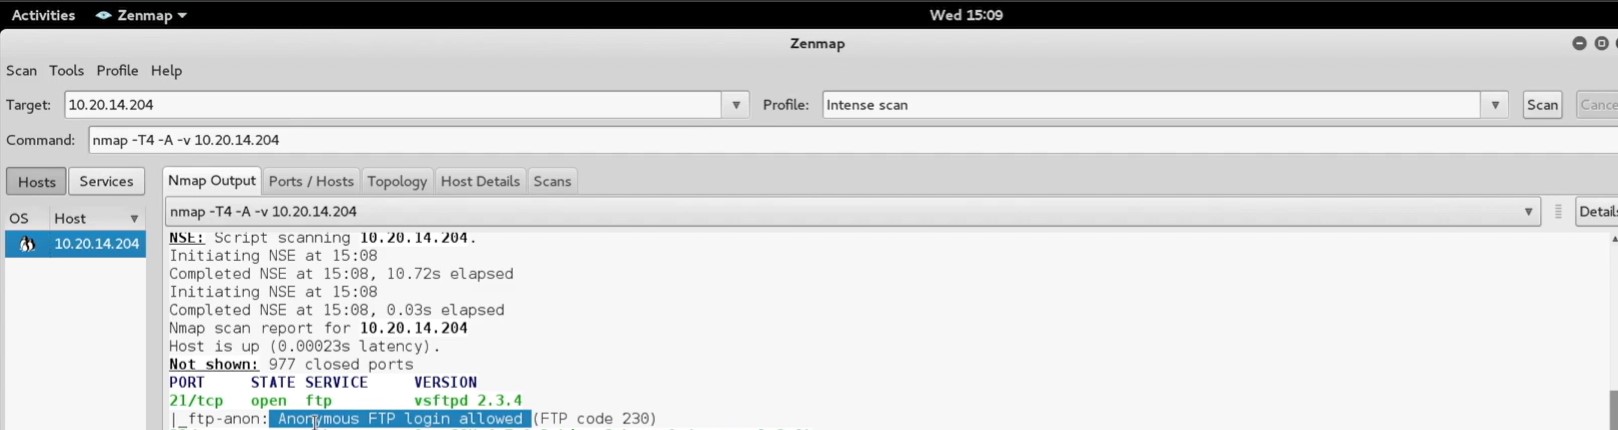 Activities Zenmap Wed 15:09
Zenmap
Scan Tools Profile Help
Target: 10.20.14.204 Profile: Intense scan Scan
Command: nmap -T4 -A -v 10.20.14.204
Hosts Services Nmap Output Ports / Hosts Topology Host Details Scans
OS Host nmap -T4 -A -v 10.20.14.204 Details
10.20.14.204
NSE: Script scanning 10.20.14.204.
Initiating NSE at 15:08
Completed NSE at 15:08, 10.72s elapsed
Initiating NSE at 15:08
Completed NSE at 15:08, 0.03s elapsed
Nmap scan report for 10.20.14.204
Host is up (0.00023s latency).
Not shown: 977 closed ports
PORT STATE SERVICE VERSION
21/tcp open ftp vsftpd 2.3.4
|_ftp-anon: Anonymous FTP login allowed (FTP code 230)